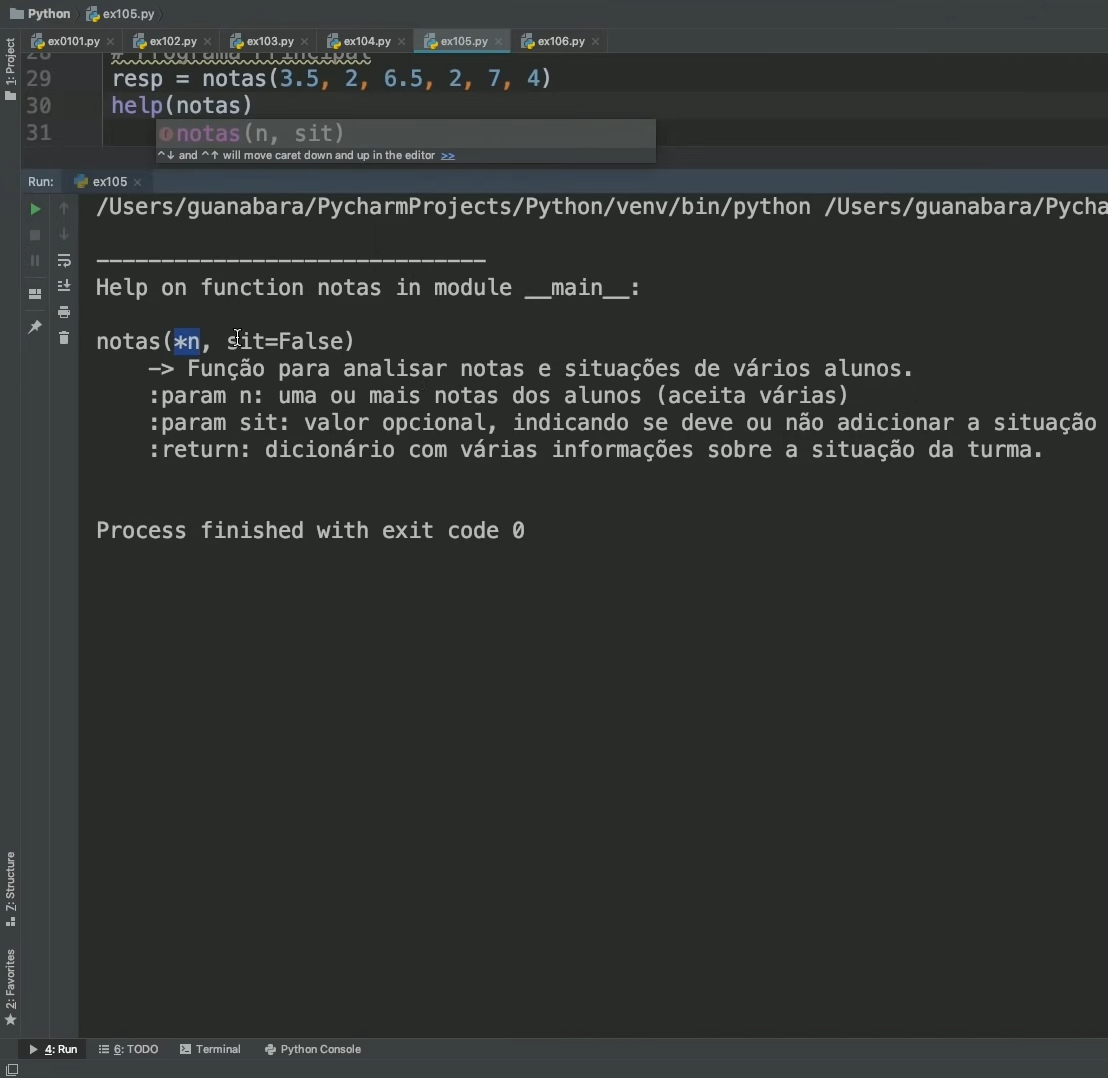 Python
ex105.py
1: Project
ex0101.py
ex102.py
ex103.py
ex104.py
ex105.py
ex106.py
28 # Programa Principal
29 resp = notas(3.5, 2, 6.5, 2, 7, 4)
30 help(notas)
31
notas(n, sit)
^↓ and ^↑ will move caret down and up in the editor >>
Run: ex105
/Users/guanabara/PycharmProjects/Python/venv/bin/python /Users/guanabara/Pycha
------------------------------
Help on function notas in module __main__:
notas(*n, sit=False)
-> Função para analisar notas e situações de vários alunos.
:param n: uma ou mais notas dos alunos (aceita várias)
:param sit: valor opcional, indicando se deve ou não adicionar a situação
:return: dicionário com várias informações sobre a situação da turma.
Process finished with exit code 0
Z: Structure
2: Favorites
4: Run
6: TODO
Terminal
Python Console